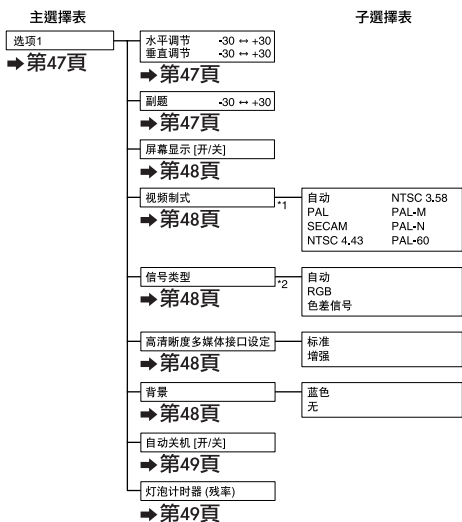 主選擇表
子選擇表
选项1
➡第47頁
水平调节 -30 ↔ +30
垂直调节 -30 ↔ +30
➡第47頁
副题 -30 ↔ +30
➡第47頁
屏幕显示 [开/关]
➡第48頁
视频制式
*1
➡第48頁
自动 NTSC 3.58
PAL PAL-M
SECAM PAL-N
NTSC 4.43 PAL-60
信号类型
*2
➡第48頁
自动
RGB
色差信号
高清晰度多媒体接口设定
➡第48頁
标准
增强
背景
➡第48頁
蓝色
无
自动关机 [开/关]
➡第49頁
灯泡计时器 (残率)
➡第49頁